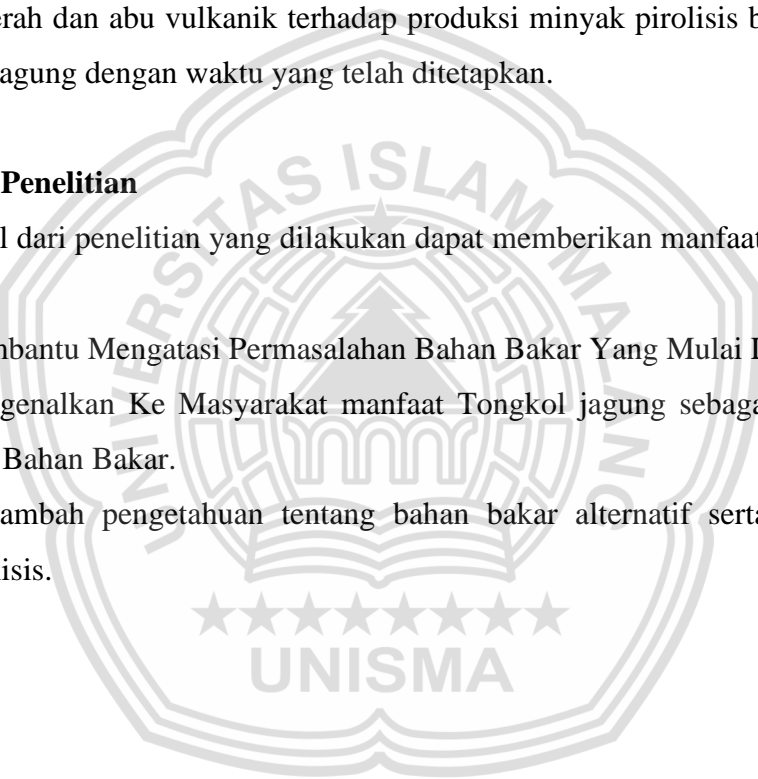 erah dan abu vulkanik terhadap produksi minyak pirolisis b
agung dengan waktu yang telah ditetapkan.
Penelitian
l dari penelitian yang dilakukan dapat memberikan manfaat
nbantu Mengatasi Permasalahan Bahan Bakar Yang Mulai
genalkan Ke Masyarakat manfaat Tongkol jagung sebaga
Bahan Bakar.
ambah pengetahuan tentang bahan bakar alternatif serta
isis.
UNIVERSITAS ISLAM MALANG
UNISMA